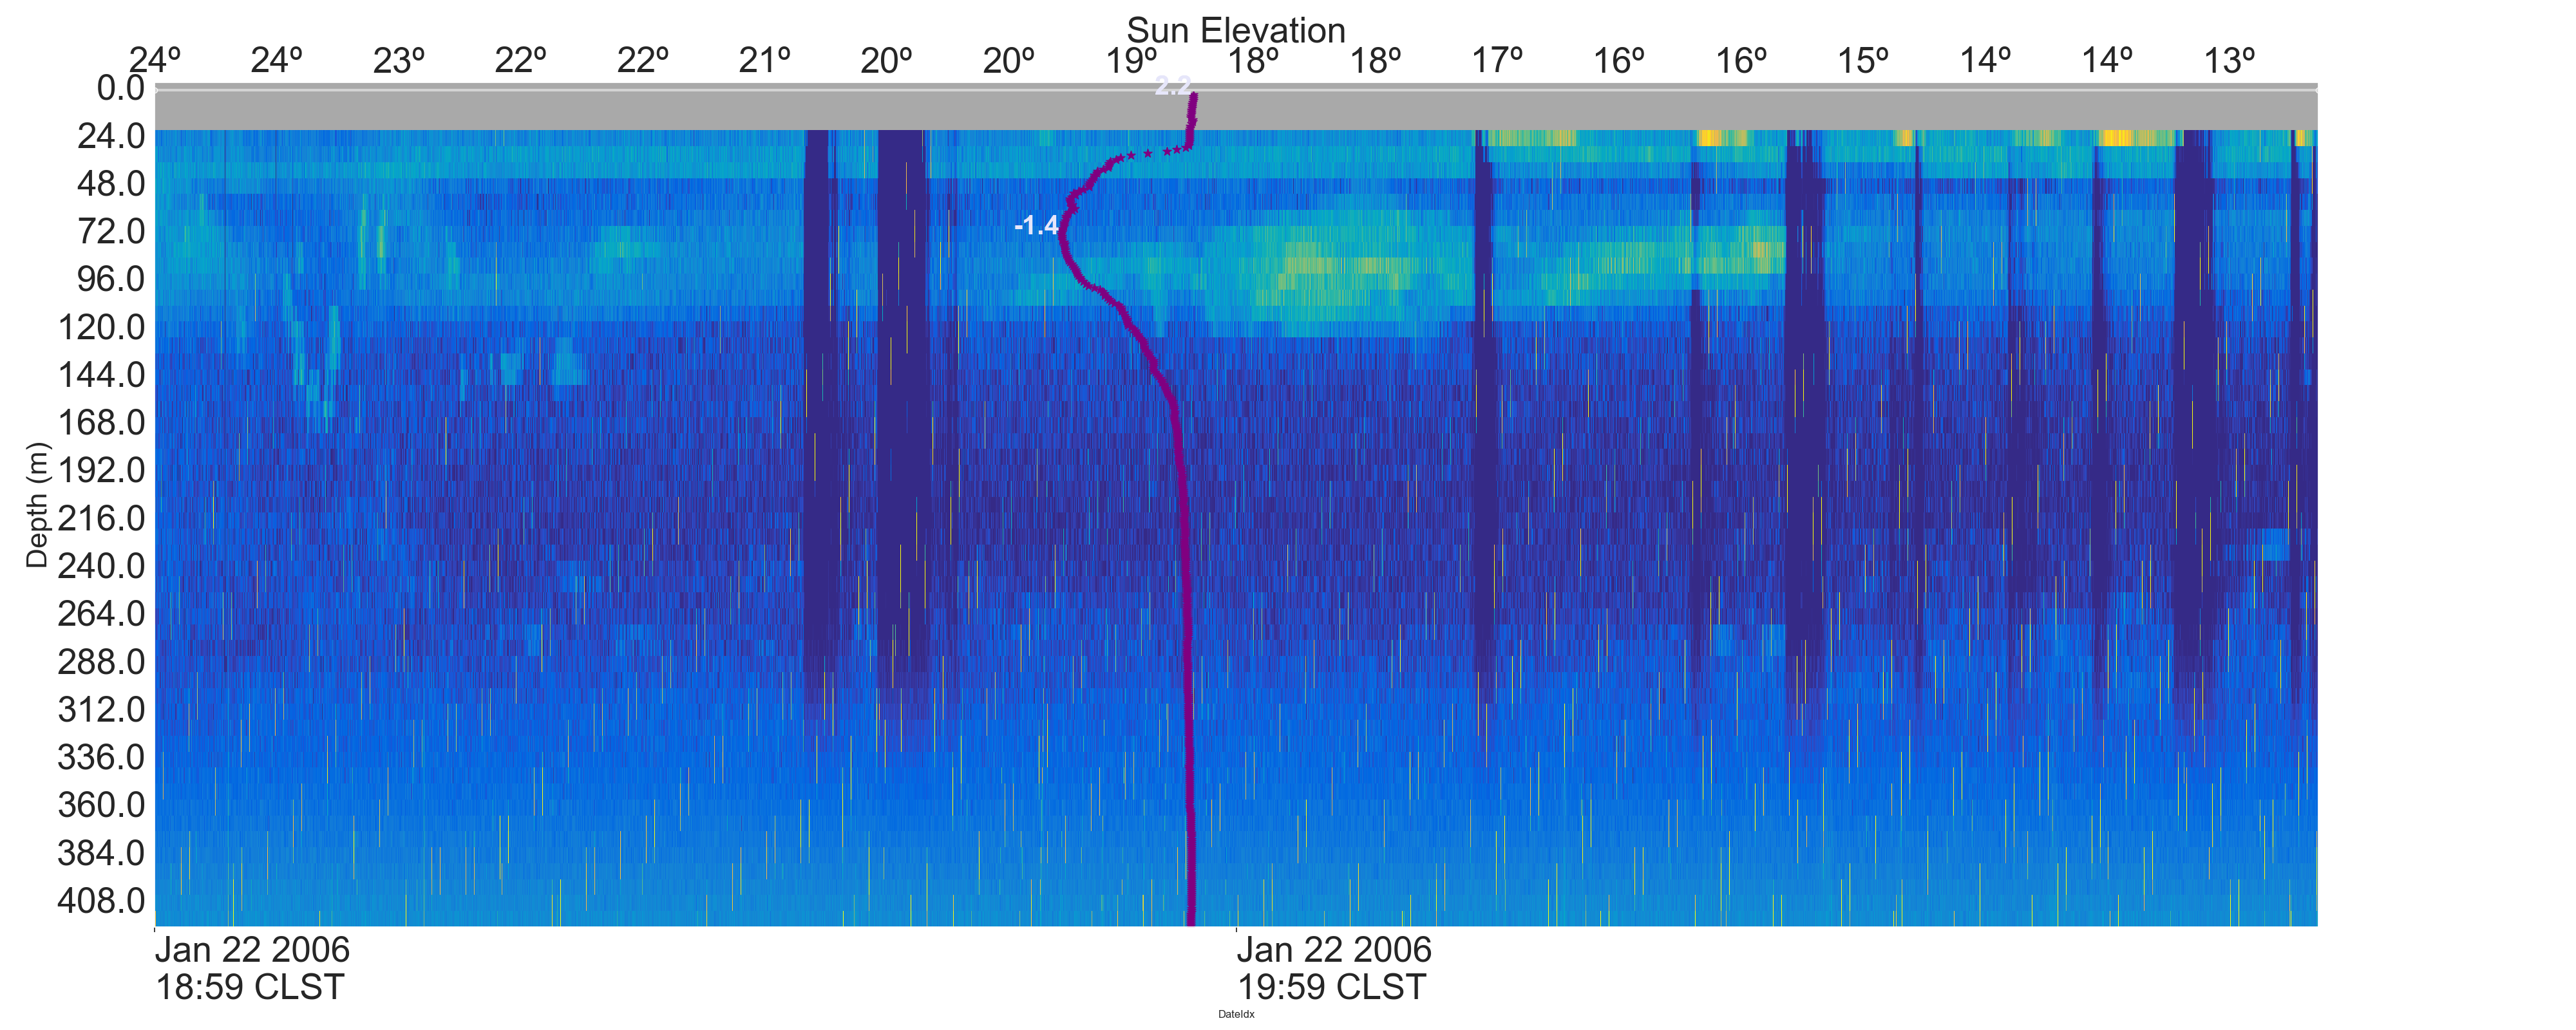 Sun Elevation
24º 24º 23º 22º 22º 21º 20º 20º 19º 18º 18º 17º 16º 16º 15º 14º 14º 13º
2.2
0.0
24.0
48.0
-1.4
72.0
96.0
120.0
144.0
168.0
192.0
216.0
240.0
264.0
288.0
312.0
336.0
360.0
384.0
408.0
Depth (m)
Jan 22 2006
18:59 CLST
Jan 22 2006
19:59 CLST
DateIdx